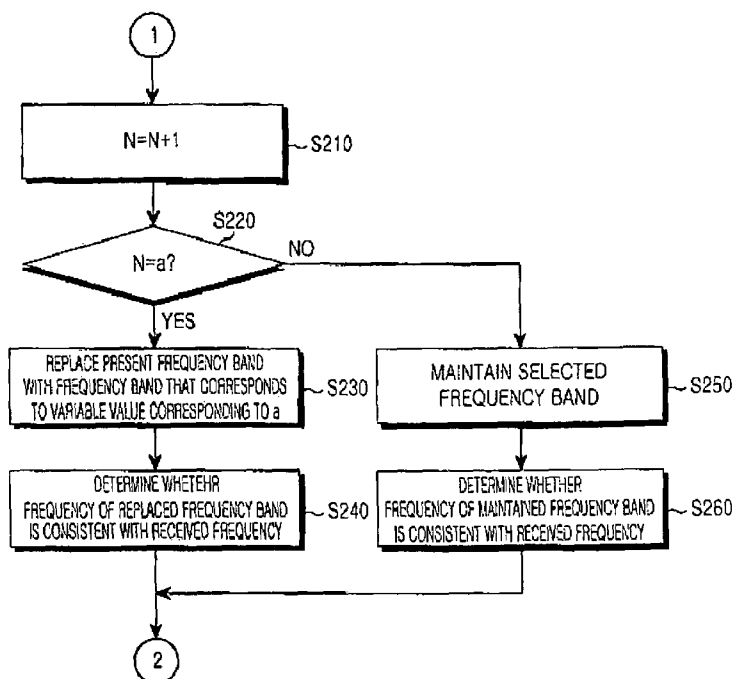 1
N=N+1
S210
S220
N=a?
NO
YES
REPLACE PRESENT FREQUENCY BAND
WITH FREQUENCY BAND THAT CORRESPONDS
TO VARIABLE VALUE CORRESPONDING TO a
S230
MAINTAIN SELECTED
FREQUENCY BAND
S250
DETERMINE WHETEHR
FREQUENCY OF REPLACED FREQUENCY BAND
IS CONSISTENT WITH RECEIVED FREQUENCY
S240
DETERMINE WHETHER
FREQUENCY OF MAINTAINED FREQUENCY BAND
IS CONSISTENT WITH RECEIVED FREQUENCY
S260
2